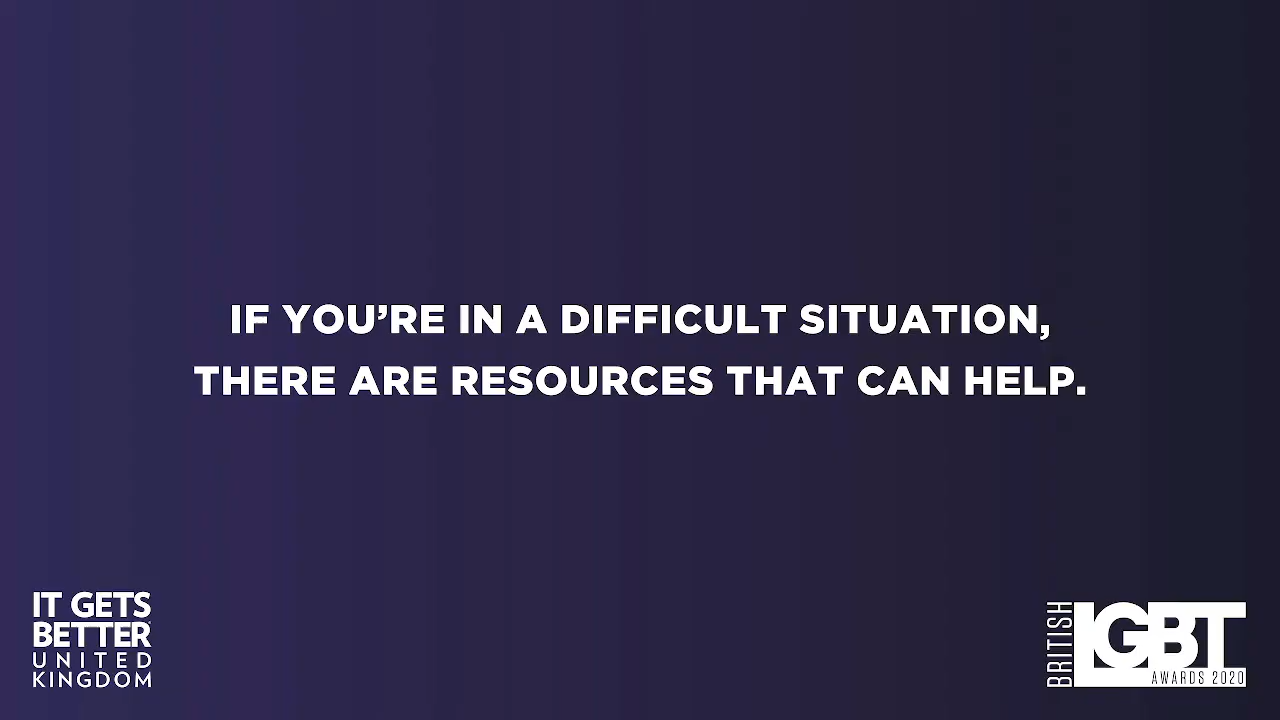 IF YOU’RE IN A DIFFICULT SITUATION,
THERE ARE RESOURCES THAT CAN HELP.
IT GETS
BETTER
UNITED
KINGDOM
BRITISH
LGBT
AWARDS 2020